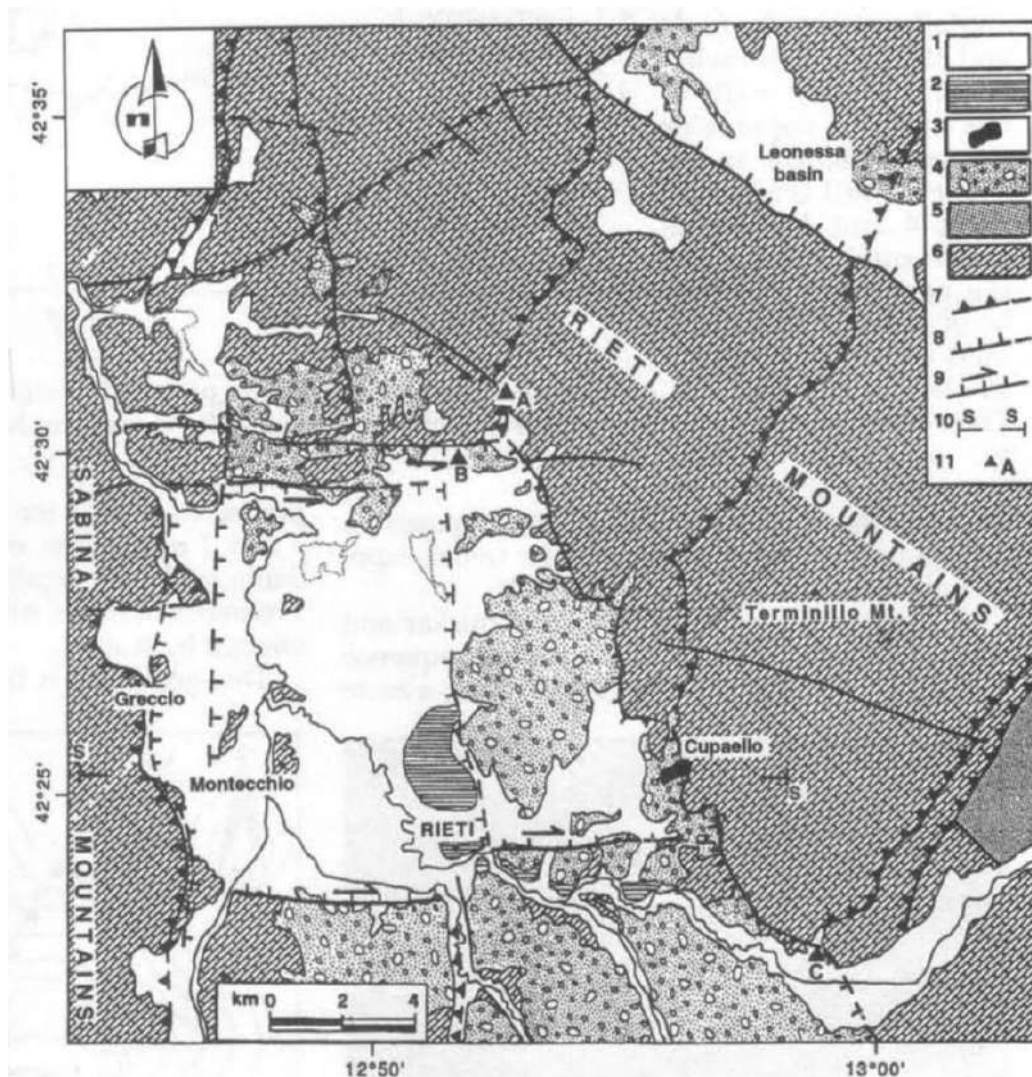 42°35'
42°30'
42°25'
12°50'
13°00'
n
Leonessa
basin
RIETI
MOUNTAINS
Terminillo Mt.
SABINA
MOUNTAINS
Greccio
Montecchio
RIETI
Cupaello
A
B
C
S
S
km 0 2 4
1
2
3
4
5
6
7
8
9
10 S S
11 A